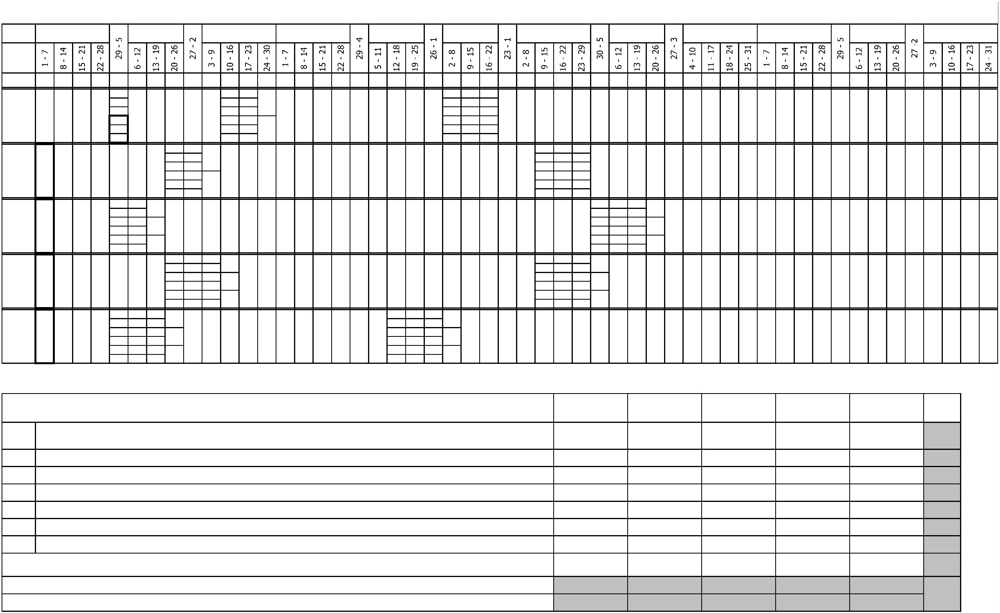 1 - 7
8 - 14
15 - 21
22 - 28
29 - 5
6 - 12
13 - 19
20 - 26
27 - 2
3 - 9
10 - 16
17 - 23
24 - 30
1 - 7
8 - 14
15 - 21
22 - 28
29 - 4
5 - 11
12 - 18
19 - 25
26 - 1
2 - 8
9 - 15
16 - 22
23 - 1
2 - 8
9 - 15
16 - 22
23 - 29
30 - 5
6 - 12
13 - 19
20 - 26
27 - 3
4 - 10
11 - 17
18 - 24
25 - 31
1 - 7
8 - 14
15 - 21
22 - 28
29 - 5
6 - 12
13 - 19
20 - 26
27 -2
3 - 9
10 - 16
17 - 23
24 - 31